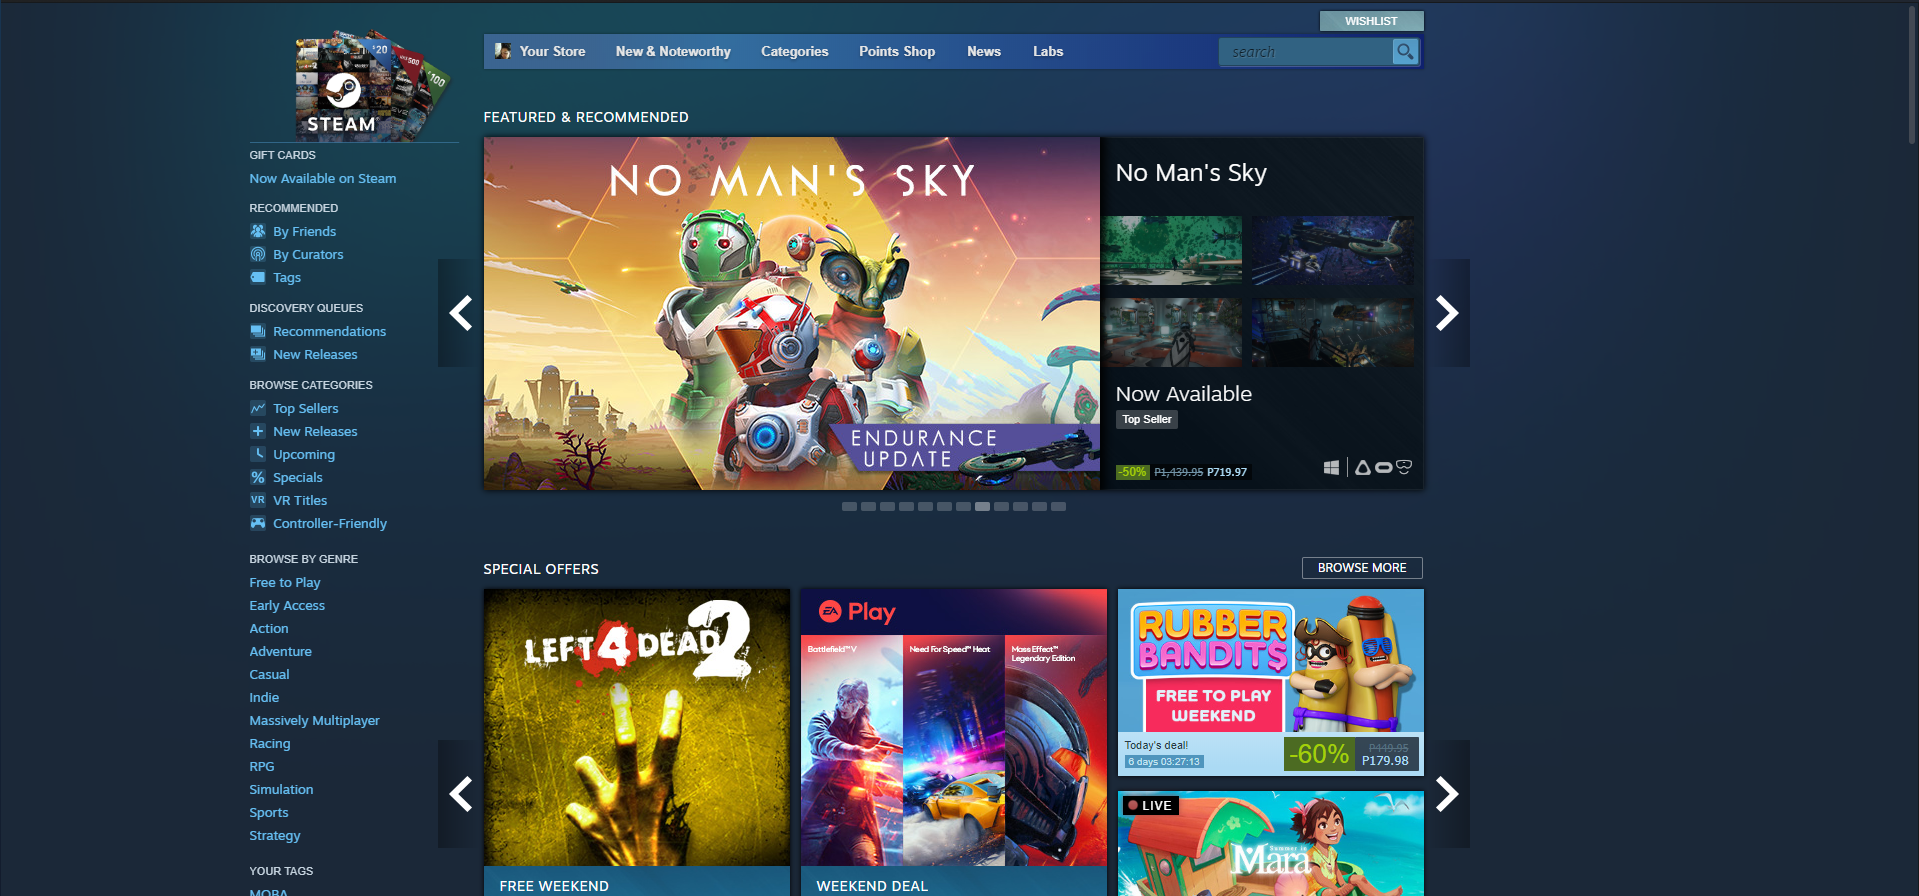 WISHLIST
Your Store
New & Noteworthy
Categories
Points Shop
News
Labs
search
STEAM
$20
100
GIFT CARDS
Now Available on Steam
RECOMMENDED
By Friends
By Curators
Tags
DISCOVERY QUEUES
Recommendations
New Releases
BROWSE CATEGORIES
Top Sellers
New Releases
Upcoming
% Specials
VR VR Titles
Controller-Friendly
BROWSE BY GENRE
Free to Play
Early Access
Action
Adventure
Casual
Indie
Massively Multiplayer
Racing
RPG
Simulation
Sports
Strategy
YOUR TAGS
MOBA
FEATURED & RECOMMENDED
NO MAN'S SKY
ENDURANCE
UPDATE
No Man's Sky
Now Available
Top Seller
-50% P1,439.95 P719.97
SPECIAL OFFERS
BROWSE MORE
LEFT 4 DEAD 2
FREE WEEKEND
EA Play
Battlefield™ V
Need For Speed™ Heat
Mass Effect™
Legendary Edition
WEEKEND DEAL
RUBBER
BANDITS
FREE TO PLAY
WEEKEND
Today's deal!
6 days 03:27:13
-60%
P449.95
P179.98
LIVE
Summer in
Mara